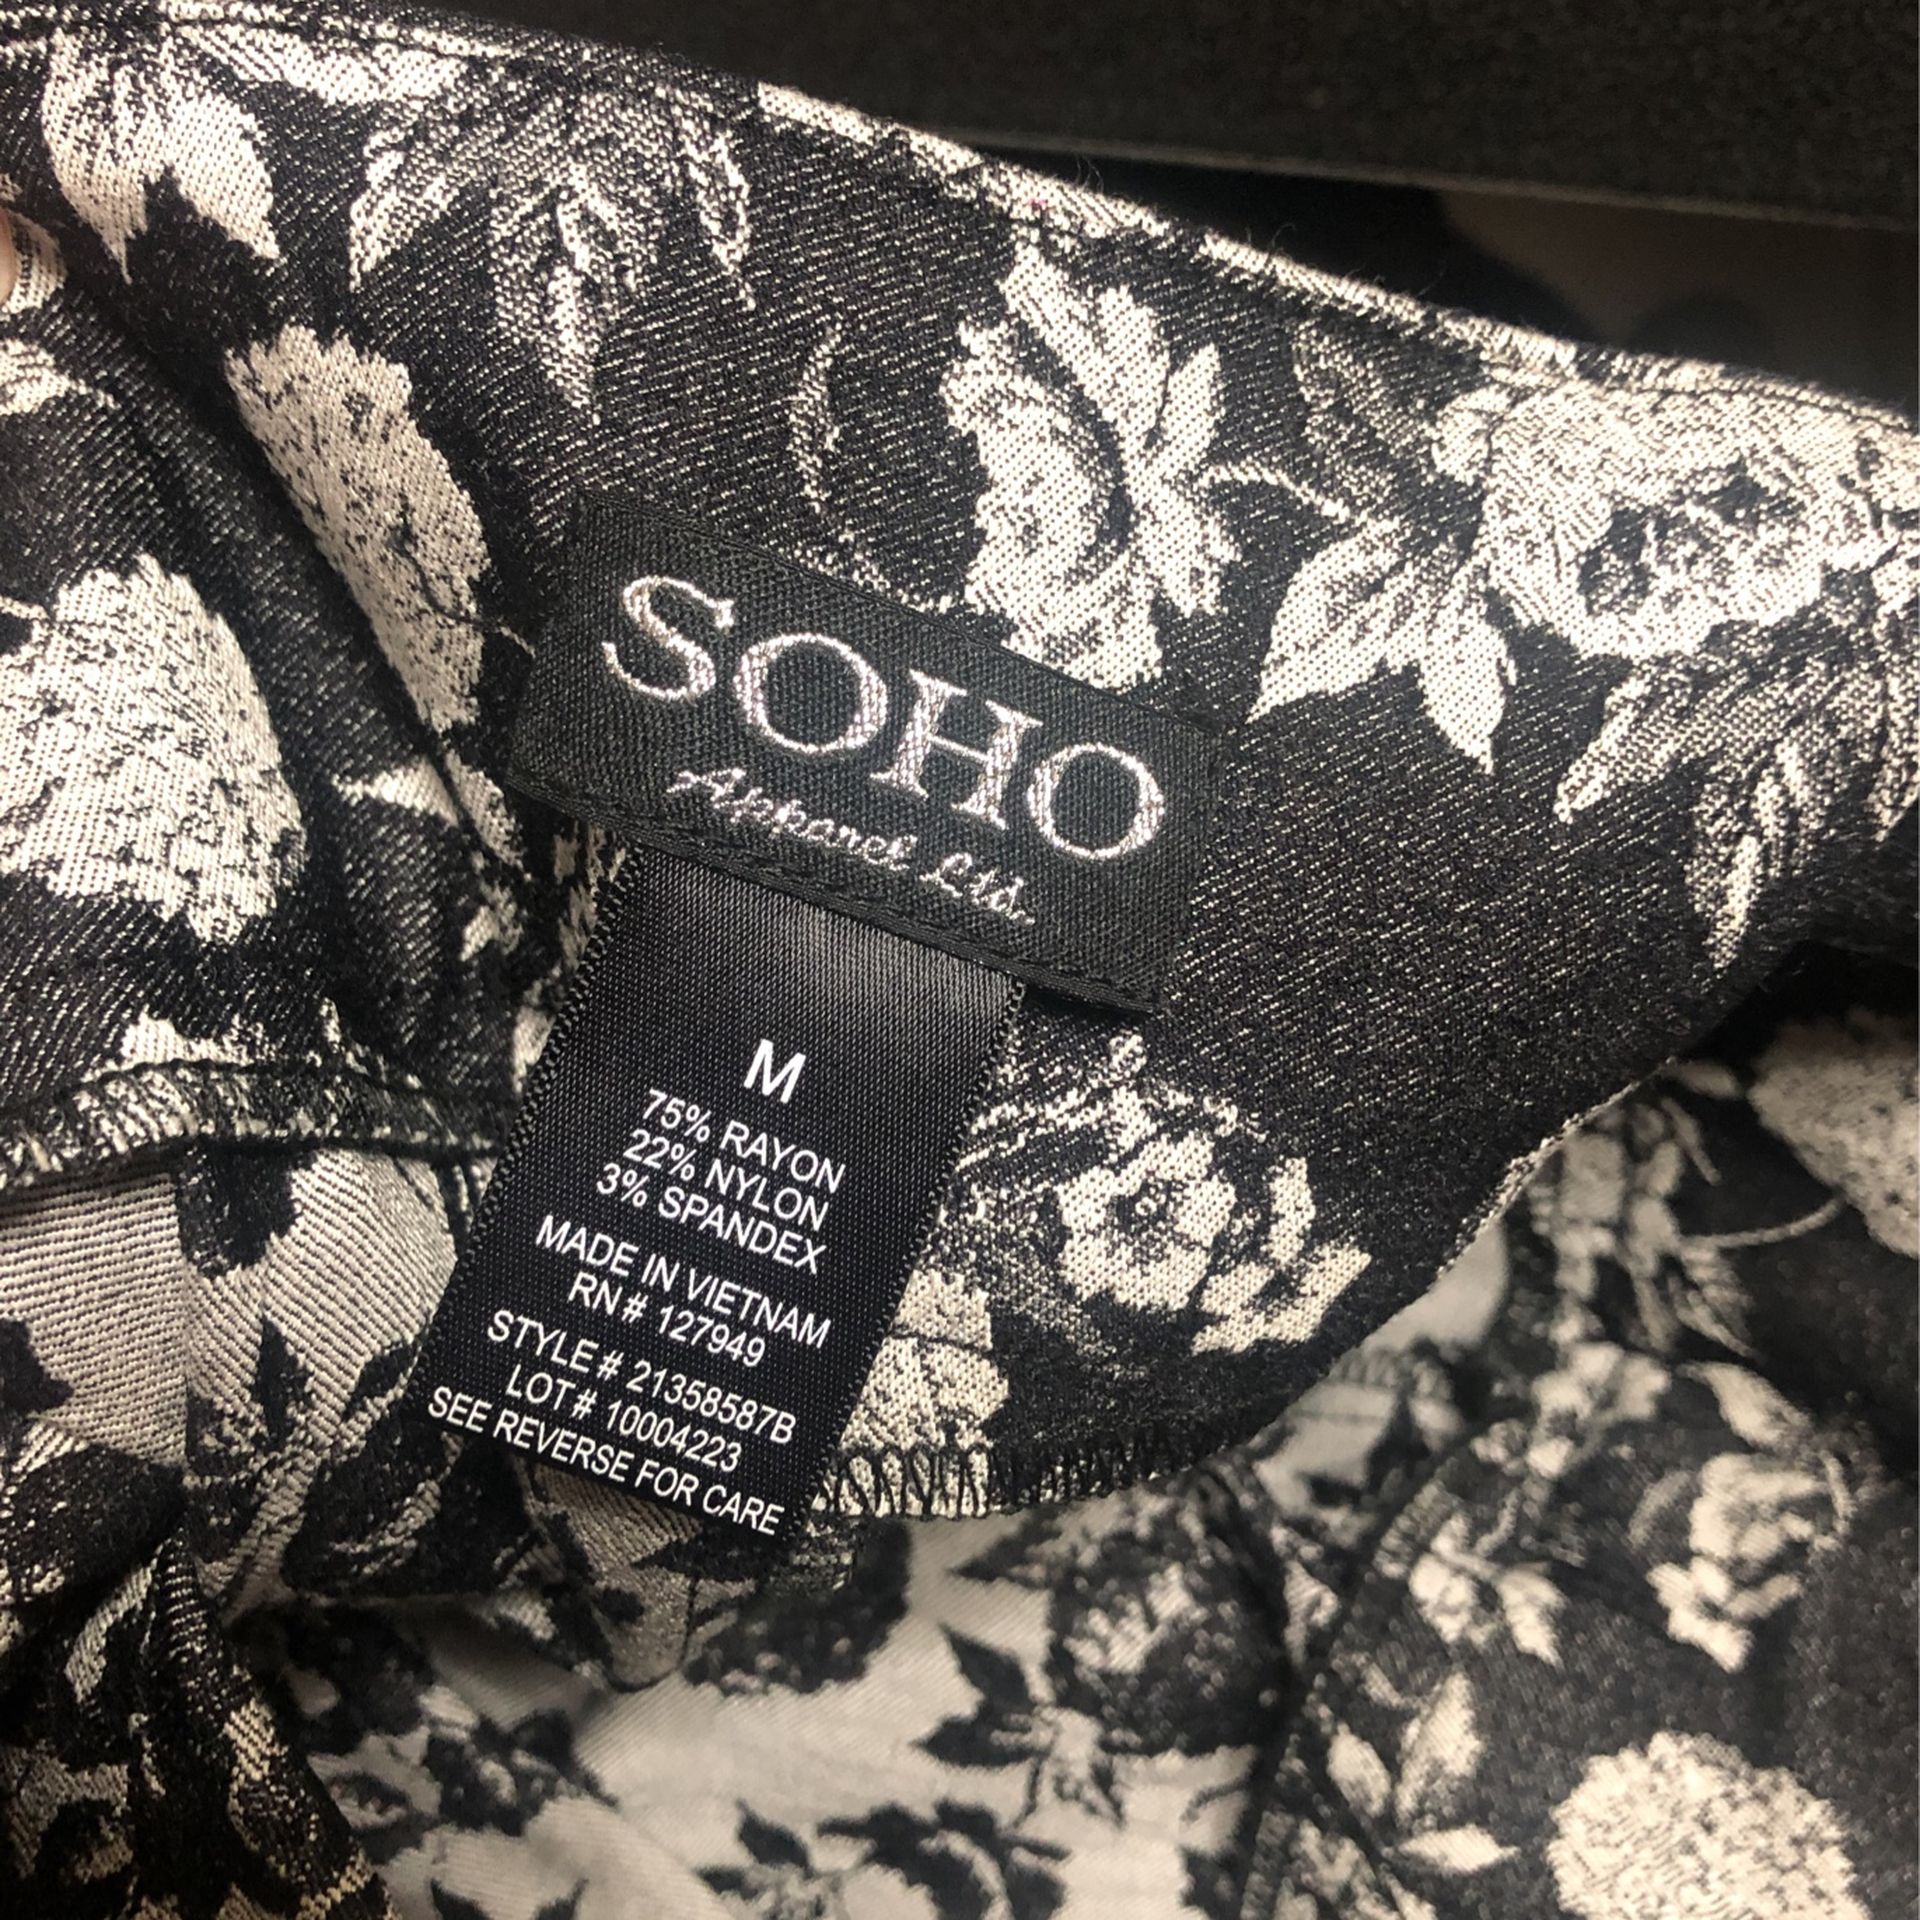 SOHO
Apparel Ltd.
M
75% RAYON
22% NYLON
3% SPANDEX
MADE IN VIETNAM
RN # 127949
STYLE # 21358587B
LOT # 10004223
SEE REVERSE FOR CARE